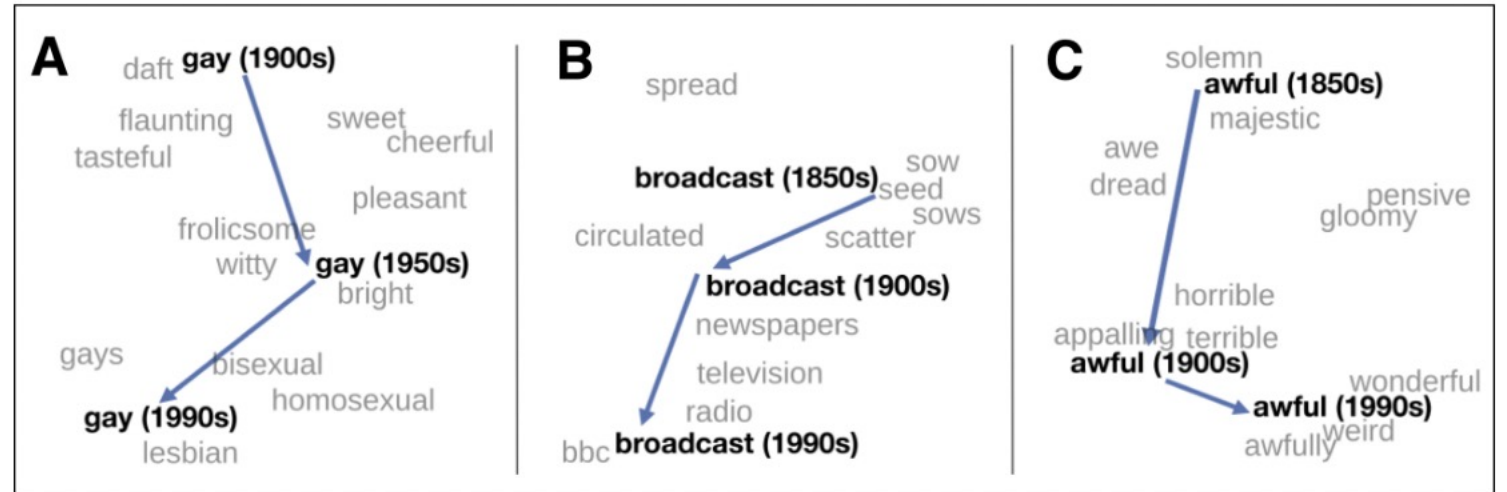 A
daft gay (1900s)
flaunting
sweet
cheerful
tasteful
pleasant
frolicsome
witty
gay (1950s)
bright
gays
bisexual
homosexual
gay (1990s)
lesbian
B
spread
sow
broadcast (1850s)
seed
sows
circulated
scatter
broadcast (1900s)
newspapers
television
radio
bbc broadcast (1990s)
C
solemn
awful (1850s)
majestic
awe
dread
pensive
gloomy
horrible
appalling terrible
awful (1900s)
wonderful
awful (1990s)
weird
awfully